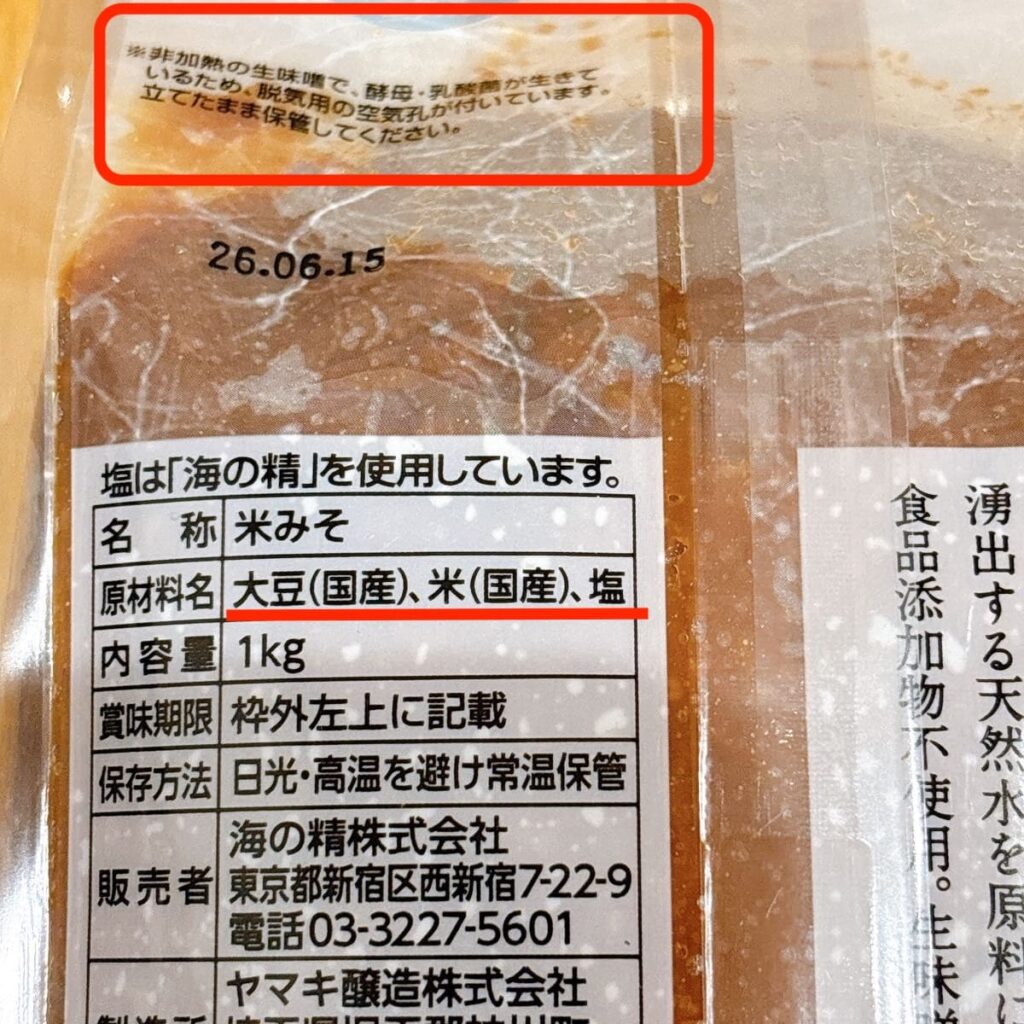 ※非加熱の生味噌で、酵母・乳酸菌が生きて
いるため、脱気用の空気孔が付いています。
立てたまま保管してください。
26.06.15
塩は「海の精」を使用しています。
名称 米みそ
原材料名 大豆(国産)、米(国産)、塩
内容量 1kg
賞味期限 枠外左上に記載
保存方法 日光・高温を避け常温保管
販売者 海の精株式会社
東京都新宿区西新宿7-22-9
電話03-3227-5601
ヤマキ醸造株式会社
湧出する天然水を原料に
食品添加物不使用。生味噌